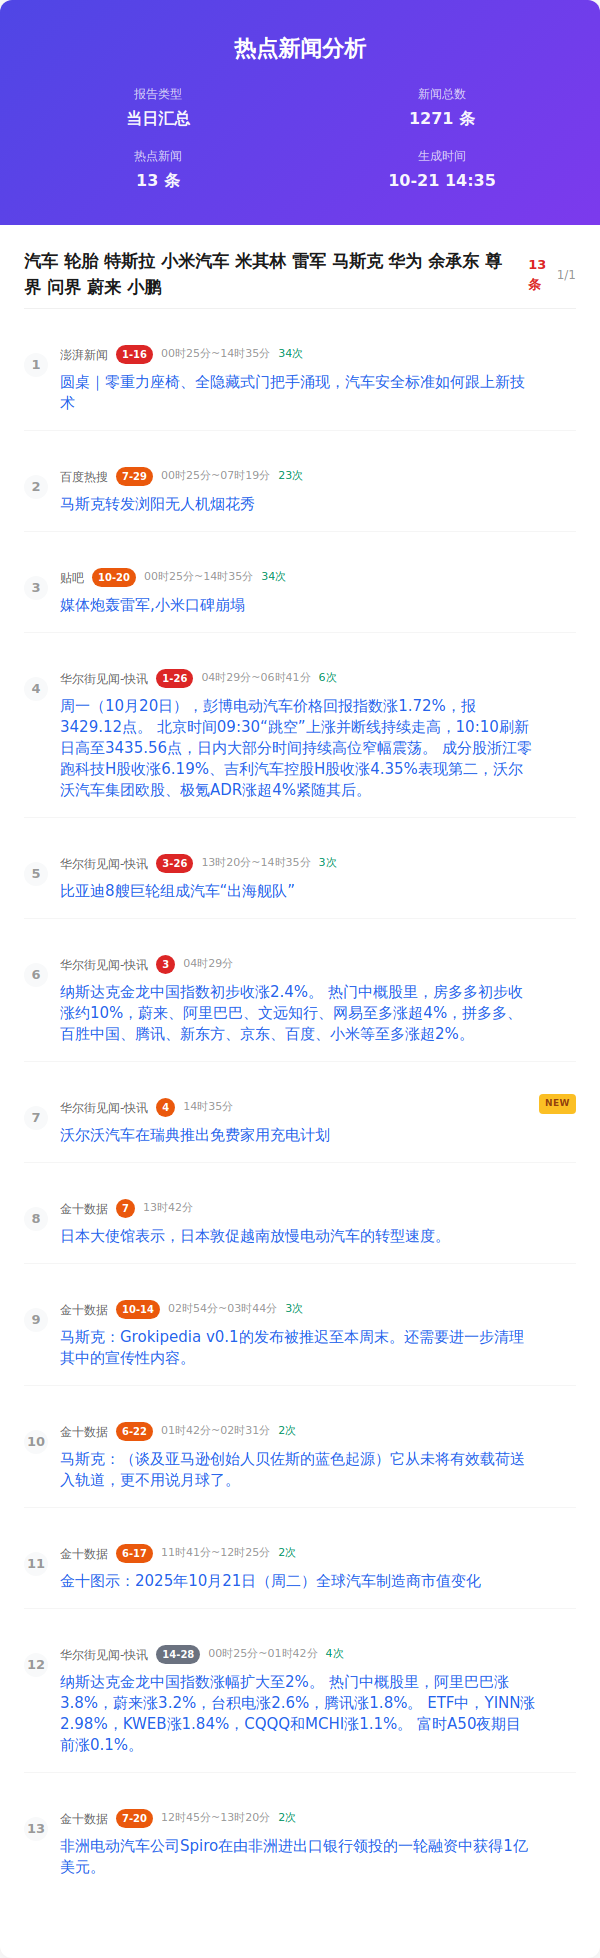 热点新闻分析
报告类型
当日汇总
新闻总数
1271 条
热点新闻
13 条
生成时间
10-21 14:35
汽车 轮胎 特斯拉 小米汽车 米其林 雷军 马斯克 华为 余承东 尊
界 问界 蔚来 小鹏
13
条
1/1
1
澎湃新闻 1-16 00时25分~14时35分 34次
圆桌｜零重力座椅、全隐藏式门把手涌现，汽车安全标准如何跟上新技
术
2
百度热搜 7-29 00时25分~07时19分 23次
马斯克转发浏阳无人机烟花秀
3
贴吧 10-20 00时25分~14时35分 34次
媒体炮轰雷军,小米口碑崩塌
4
华尔街见闻-快讯 1-26 04时29分~06时41分 6次
周一（10月20日），彭博电动汽车价格回报指数涨1.72%，报
3429.12点。 北京时间09:30“跳空”上涨并断线持续走高，10:10刷新
日高至3435.56点，日内大部分时间持续高位窄幅震荡。 成分股浙江零
跑科技H股收涨6.19%、吉利汽车控股H股收涨4.35%表现第二，沃尔
沃汽车集团欧股、极氪ADR涨超4%紧随其后。
5
华尔街见闻-快讯 3-26 13时20分~14时35分 3次
比亚迪8艘巨轮组成汽车“出海舰队”
6
华尔街见闻-快讯 3 04时29分
纳斯达克金龙中国指数初步收涨2.4%。 热门中概股里，房多多初步收
涨约10%，蔚来、阿里巴巴、文远知行、网易至多涨超4%，拼多多、
百胜中国、腾讯、新东方、京东、百度、小米等至多涨超2%。
7
华尔街见闻-快讯 4 14时35分
NEW
沃尔沃汽车在瑞典推出免费家用充电计划
8
金十数据 7 13时42分
日本大使馆表示，日本敦促越南放慢电动汽车的转型速度。
9
金十数据 10-14 02时54分~03时44分 3次
马斯克：Grokipedia v0.1的发布被推迟至本周末。还需要进一步清理
其中的宣传性内容。
10
金十数据 6-22 01时42分~02时31分 2次
马斯克：（谈及亚马逊创始人贝佐斯的蓝色起源）它从未将有效载荷送
入轨道，更不用说月球了。
11
金十数据 6-17 11时41分~12时25分 2次
金十图示：2025年10月21日（周二）全球汽车制造商市值变化
12
华尔街见闻-快讯 14-28 00时25分~01时42分 4次
纳斯达克金龙中国指数涨幅扩大至2%。 热门中概股里，阿里巴巴涨
3.8%，蔚来涨3.2%，台积电涨2.6%，腾讯涨1.8%。 ETF中，YINN涨
2.98%，KWEB涨1.84%，CQQQ和MCHI涨1.1%。 富时A50夜期目
前涨0.1%。
13
金十数据 7-20 12时45分~13时20分 2次
非洲电动汽车公司Spiro在由非洲进出口银行领投的一轮融资中获得1亿
美元。